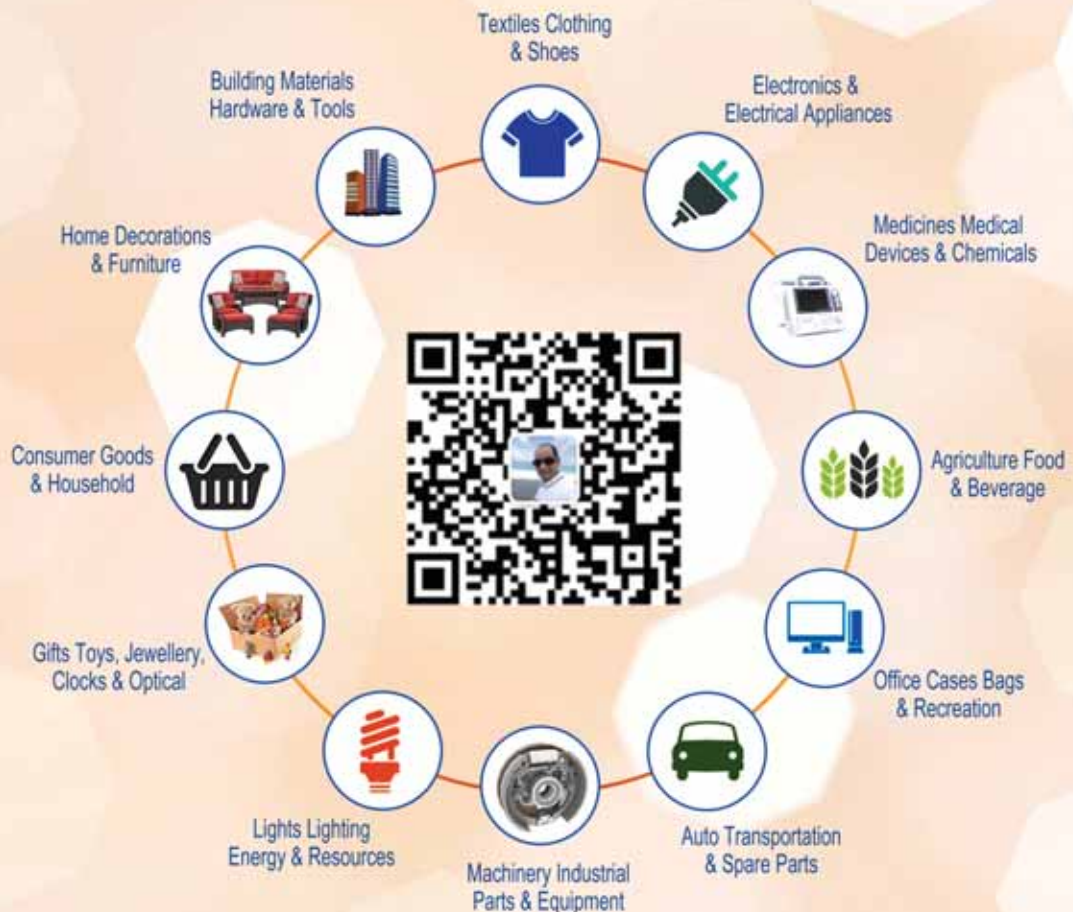 Textiles Clothing
& Shoes
Electronics &
Electrical Appliances
Medicines Medical
Devices & Chemicals
Agriculture Food
& Beverage
Office Cases Bags
& Recreation
Auto Transportation
& Spare Parts
Machinery Industrial
Parts & Equipment
Lights Lighting
Energy & Resources
Gifts Toys, Jewellery,
Clocks & Optical
Consumer Goods
& Household
Home Decorations
& Furniture
Building Materials
Hardware & Tools